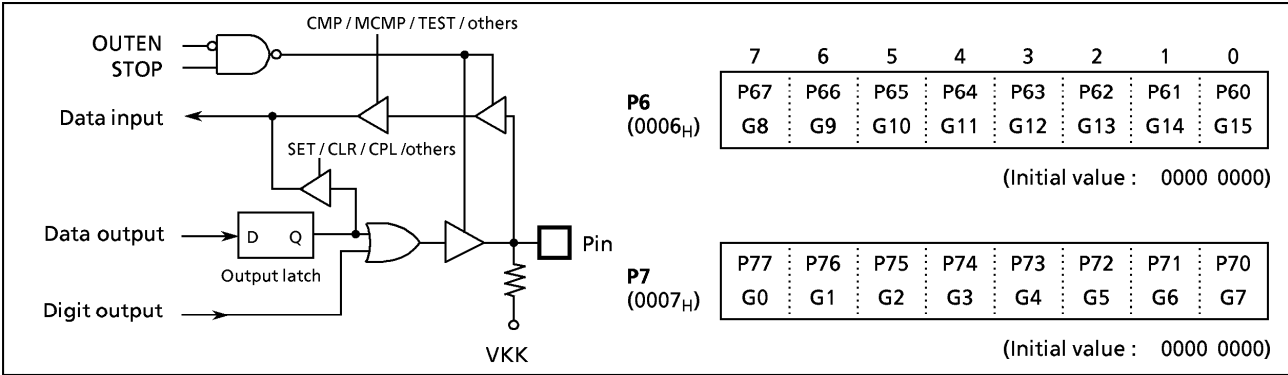 CMP / MCMP / TEST / others
OUTEN
STOP
Data input
SET / CLR / CPL /others
Data output
D Q
Output latch
Digit output
Pin
VKK
7 6 5 4 3 2 1 0
P6
(0006H)
P67 P66 P65 P64 P63 P62 P61 P60
G8 G9 G10 G11 G12 G13 G14 G15
(Initial value : 0000 0000)
P7
(0007H)
P77 P76 P75 P74 P73 P72 P71 P70
G0 G1 G2 G3 G4 G5 G6 G7
(Initial value : 0000 0000)